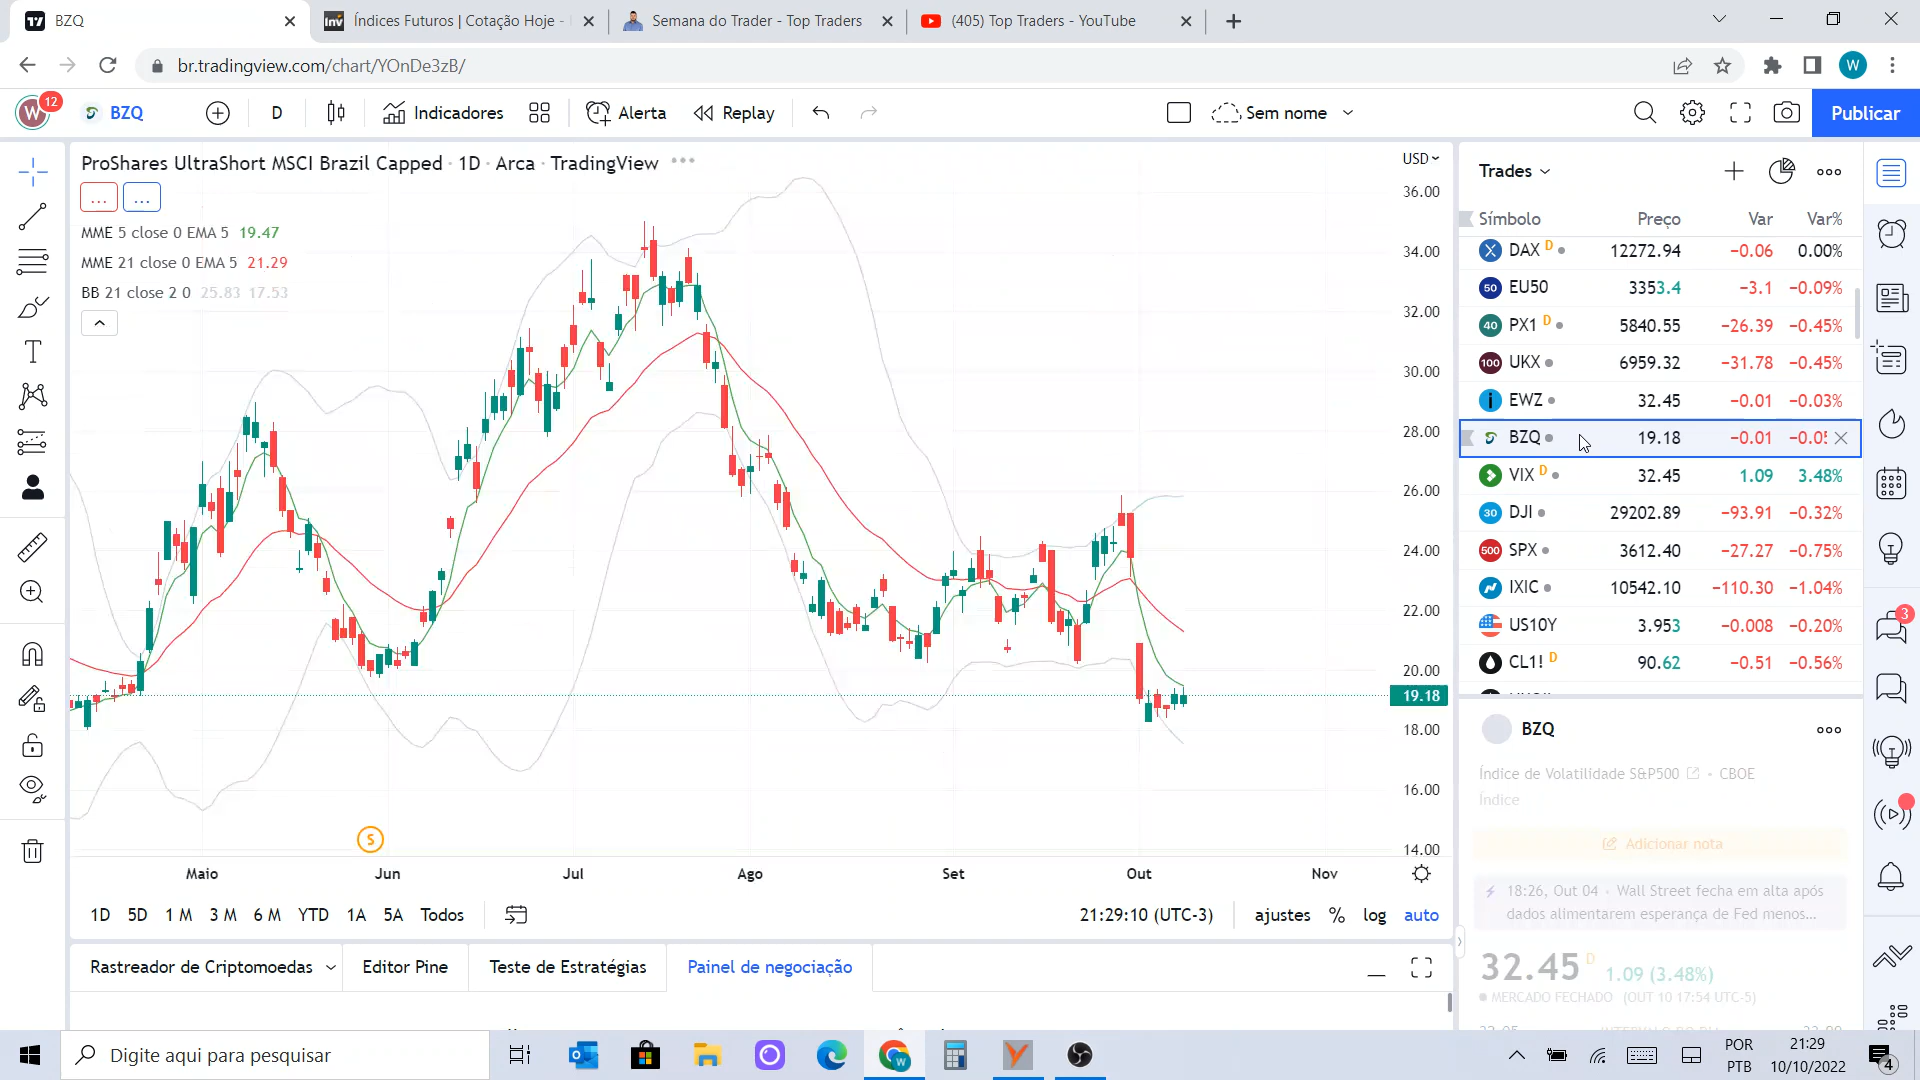 BZQ
Índices Futuros | Cotação Hoje -
Semana do Trader - Top Traders
(405) Top Traders - YouTube
br.tradingview.com/chart/YOnDe3zB/
W
W
12
BZQ
D
Indicadores
Alerta
Replay
Sem nome
Publicar
ProShares UltraShort MSCI Brazil Capped · 1D · Arca · TradingView
USD
... ...
MME 5 close 0 EMA 5 19.47
MME 21 close 0 EMA 5 21.29
BB 21 close 2 0 25.83 17.53
36.00
34.00
32.00
30.00
28.00
26.00
24.00
22.00
20.00
19.18
18.00
16.00
14.00
S
Maio Jun Jul Ago Set Out Nov
1D 5D 1 M 3 M 6 M YTD 1A 5A Todos
21:29:10 (UTC-3) ajustes % log auto
Rastreador de Criptomoedas Editor Pine Teste de Estratégias Painel de negociação
Trades
Símbolo Preço Var Var%
DAX D 12272.94 −0.06 0.00%
50 EU50 3353.4 −3.1 −0.09%
40 PX1 D 5840.55 −26.39 −0.45%
100 UKX 6959.32 −31.78 −0.45%
EWZ 32.45 −0.01 −0.03%
BZQ 19.18 −0.01 −0.05
VIX D 32.45 1.09 3.48%
30 DJI 29202.89 −93.91 −0.32%
500 SPX 3612.40 −27.27 −0.75%
IXIC 10542.10 −110.30 −1.04%
US10Y 3.953 −0.008 −0.20%
CL1! D 90.62 −0.51 −0.56%
3
BZQ
Índice de Volatilidade S&P500 • CBOE
Índice
Adicionar nota
18:26, Out 04 • Wall Street fecha em alta após
dados alimentarem esperança de Fed menos...
32.45 D 1.09 (3.48%)
MERCADO FECHADO (OUT 10 17:54 UTC-5)
Digite aqui para pesquisar
POR
PTB
21:29
10/10/2022
4